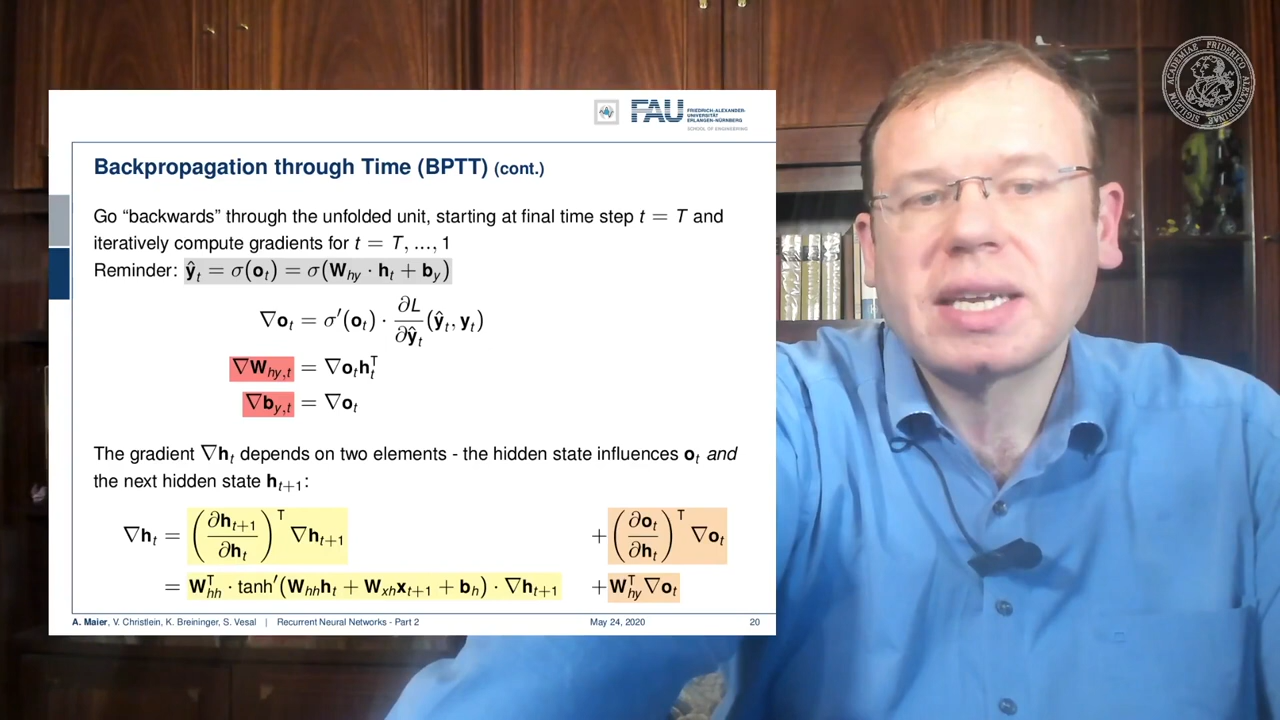 FAU
FRIEDRICH-ALEXANDER-
UNIVERSITÄT
ERLANGEN-NÜRNBERG
SCHOOL OF ENGINEERING
Backpropagation through Time (BPTT) (cont.)
Go “backwards” through the unfolded unit, starting at final time step t = T and
iteratively compute gradients for t = T, ..., 1
Reminder: ŷ_t = σ(o_t) = σ(W_hy · h_t + b_y)
∇o_t = σ′(o_t) · ∂L/∂ŷ_t (ŷ_t, y_t)
∇W_hy,t = ∇o_t h_t^T
∇b_y,t = ∇o_t
The gradient ∇h_t depends on two elements - the hidden state influences o_t and
the next hidden state h_t+1:
∇h_t = (∂h_t+1/∂h_t)^T ∇h_t+1 + (∂o_t/∂h_t)^T ∇o_t
= W_hh^T · tanh′(W_hh h_t + W_xh x_t+1 + b_h) · ∇h_t+1 + W_hy^T ∇o_t
A. Maier, V. Christlein, K. Breininger, S. Vesal | Recurrent Neural Networks - Part 2 May 24, 2020 20